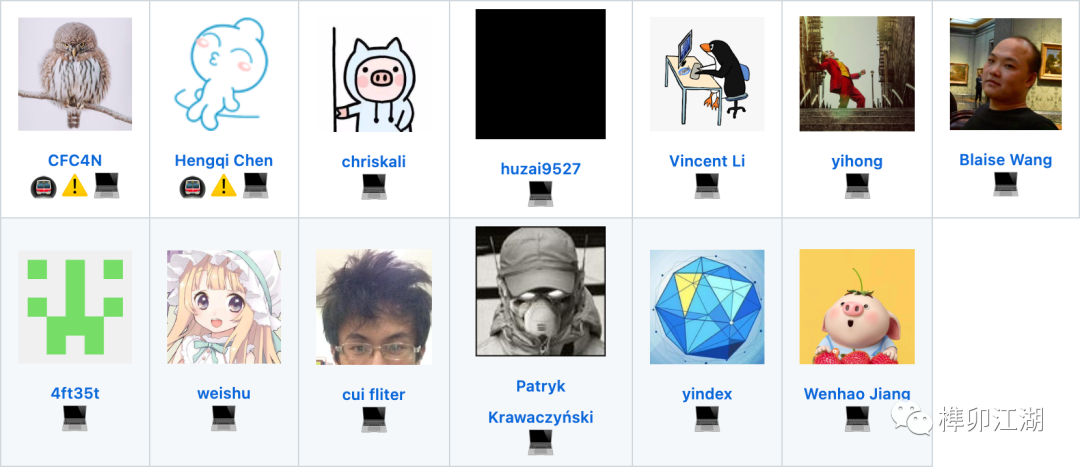 CFC4N
Hengqi Chen
chriskali
huzai9527
Vincent Li
yihong
Blaise Wang
4ft35t
weishu
cui fliter
Patryk
Krawaczyński
yindex
Wenhao Jiang
榫卯江湖